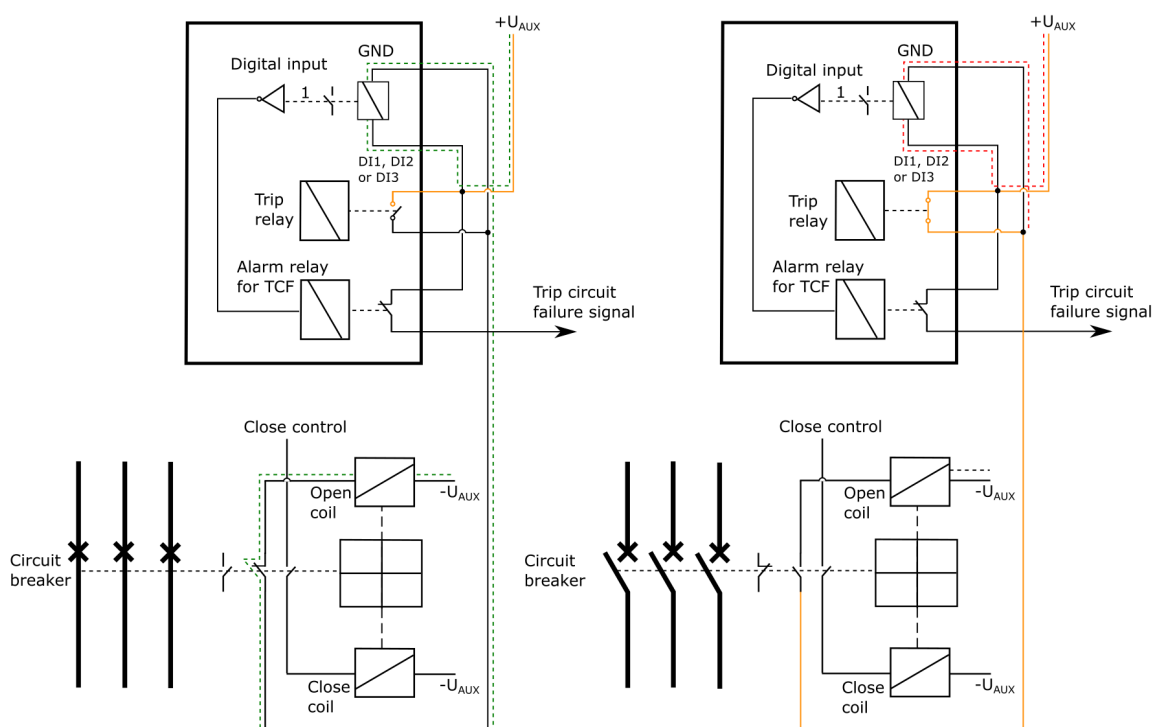 +UAUX
GND
Digital input
1
DI1, DI2
or DI3
Trip
relay
Alarm relay
for TCF
Trip circuit
failure signal
Close control
Open
coil
-UAUX
Circuit
breaker
Close
coil
-UAUX
+UAUX
GND
Digital input
1
DI1, DI2
or DI3
Trip
relay
Alarm relay
for TCF
Trip circuit
failure signal
Close control
Open
coil
-UAUX
Circuit
breaker
Close
coil
-UAUX